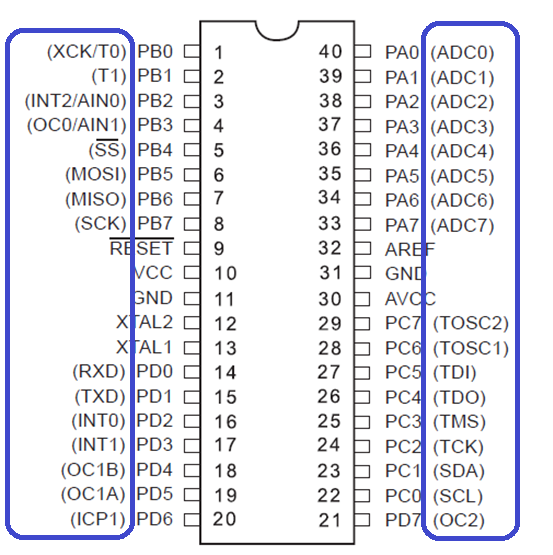 (XCK/T0) PB0 1 40 PA0 (ADC0)
(T1) PB1 2 39 PA1 (ADC1)
(INT2/AIN0) PB2 3 38 PA2 (ADC2)
(OC0/AIN1) PB3 4 37 PA3 (ADC3)
(SS) PB4 5 36 PA4 (ADC4)
(MOSI) PB5 6 35 PA5 (ADC5)
(MISO) PB6 7 34 PA6 (ADC6)
(SCK) PB7 8 33 PA7 (ADC7)
RESET 9 32 AREF
VCC 10 31 GND
GND 11 30 AVCC
XTAL2 12 29 PC7 (TOSC2)
XTAL1 13 28 PC6 (TOSC1)
(RXD) PD0 14 27 PC5 (TDI)
(TXD) PD1 15 26 PC4 (TDO)
(INT0) PD2 16 25 PC3 (TMS)
(INT1) PD3 17 24 PC2 (TCK)
(OC1B) PD4 18 23 PC1 (SDA)
(OC1A) PD5 19 22 PC0 (SCL)
(ICP1) PD6 20 21 PD7 (OC2)